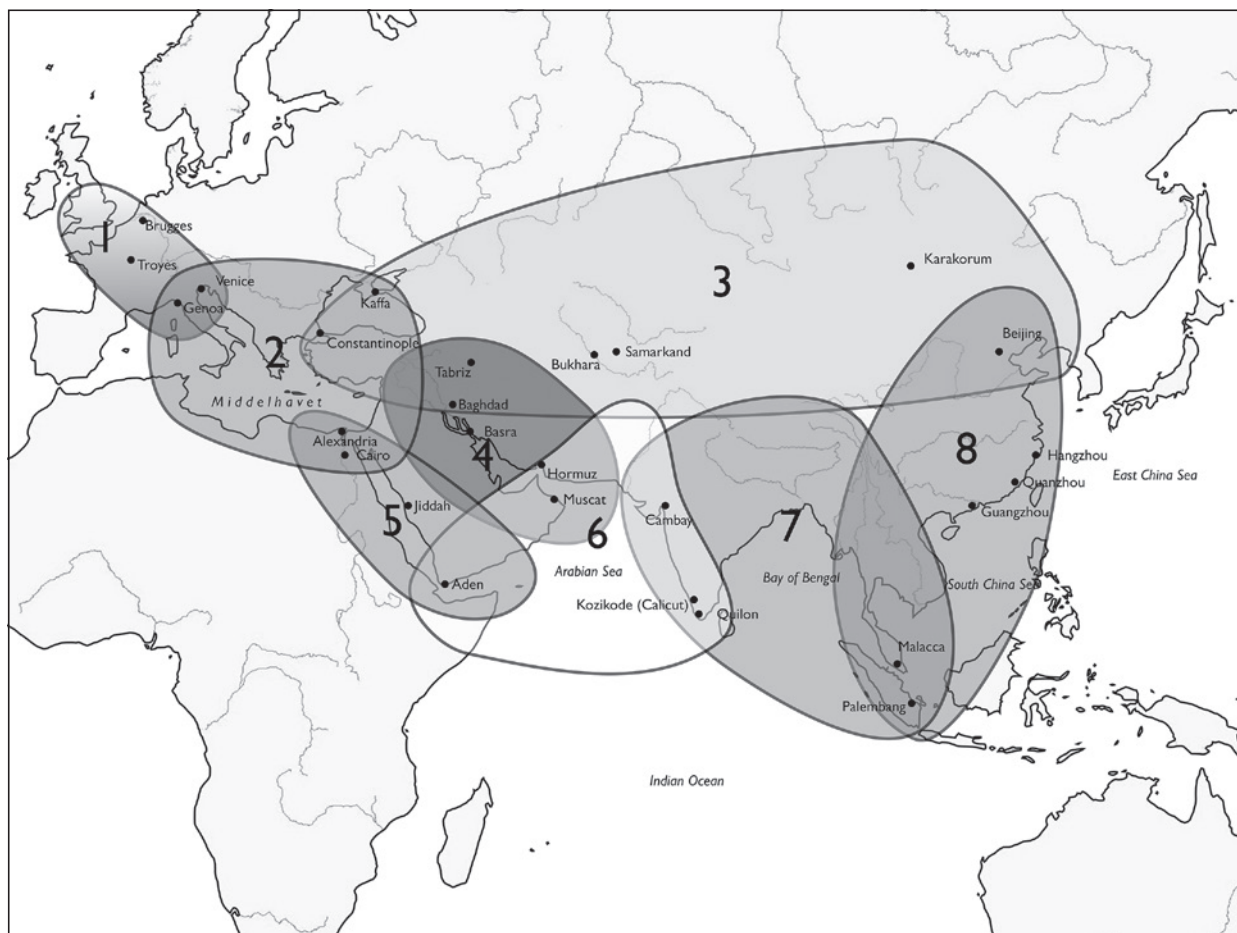 1
Brugges
Troyes
Venice
Genoa
2
Kaffa
Constantinople
Middelhavet
3
Karakorum
Bukhara
Samarkand
Beijing
Tabriz
Baghdad
Basra
4
Alexandria
Cairo
Hormuz
Muscat
5
Jiddah
Aden
6
Arabian Sea
Cambay
Kozikode (Calicut)
Quilon
7
Bay of Bengal
8
Hangzhou
Quanzhou
Guangzhou
East China Sea
South China Sea
Malacca
Palembang
Indian Ocean